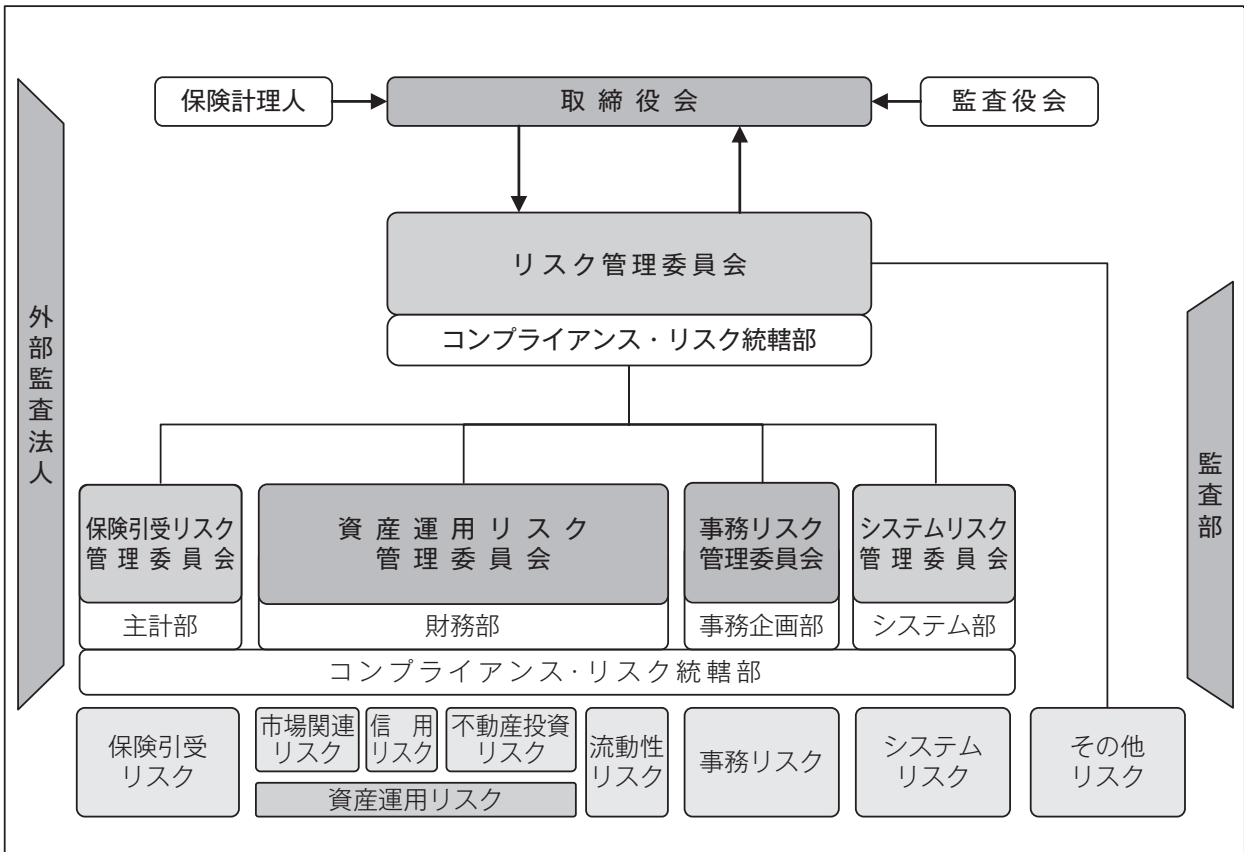 保険計理人
取締役会
監査役会
リスク管理委員会
コンプライアンス・リスク統轄部
外部監査法人
監査部
保険引受リスク
管理委員会
資産運用リスク
管理委員会
事務リスク
管理委員会
システムリスク
管理委員会
主計部
財務部
事務企画部
システム部
コンプライアンス・リスク統轄部
保険引受
リスク
市場関連
リスク
信用
リスク
不動産投資
リスク
資産運用リスク
流動性
リスク
事務リスク
システム
リスク
その他
リスク